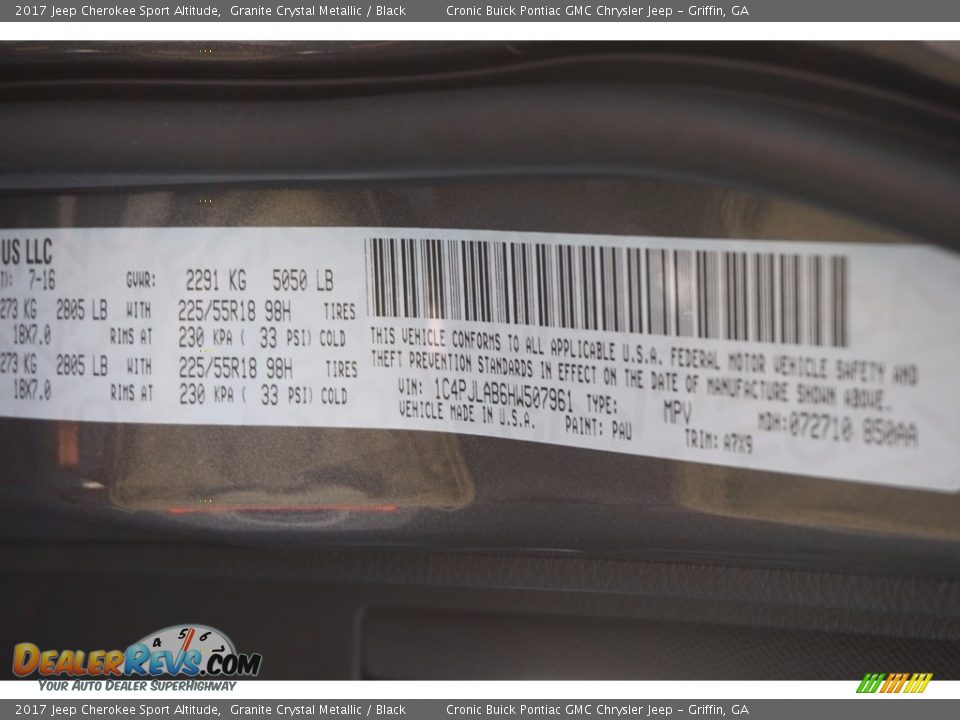 2017 Jeep Cherokee Sport Altitude,  Granite Crystal Metallic / Black        Cronic Buick Pontiac GMC Chrysler Jeep – Griffin, GA
US LLC
7-16 GVWR: 2291 KG 5050 LB
273 KG 2805 LB WITH 225/55R18 98H TIRES
18X7.0 RIMS AT 230 KPA ( 33 PSI) COLD
273 KG 2805 LB WITH 225/55R18 98H TIRES
18X7.0 RIMS AT 230 KPA ( 33 PSI) COLD
THIS VEHICLE CONFORMS TO ALL APPLICABLE U.S.A. FEDERAL MOTOR VEHICLE SAFETY AND
THEFT PREVENTION STANDARDS IN EFFECT ON THE DATE OF MANUFACTURE SHOWN ABOVE.
VIN: 1C4PJLAB6HW507961 TYPE: MPV MDH:072710 850AA
VEHICLE MADE IN U.S.A. PAINT: PAU TRIM: A7X9
4 5 6
DealerRevs.com
Your Auto Dealer SuperHighway
2017 Jeep Cherokee Sport Altitude,  Granite Crystal Metallic / Black        Cronic Buick Pontiac GMC Chrysler Jeep – Griffin, GA